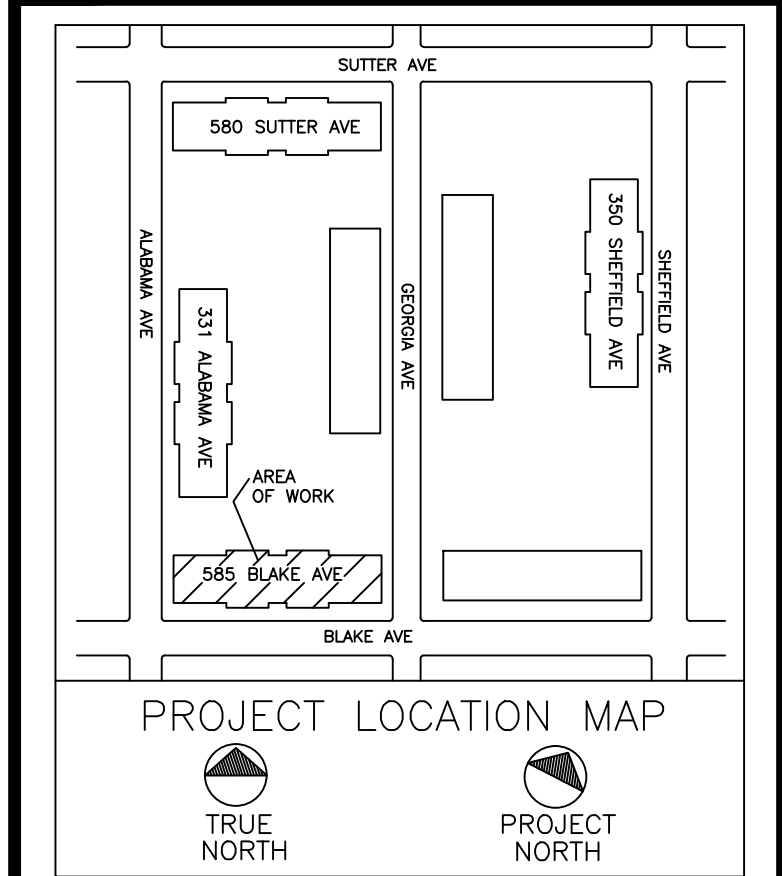 SUTTER AVE
580 SUTTER AVE
ALABAMA AVE
331 ALABAMA AVE
GEORGIA AVE
350 SHEFFIELD AVE
SHEFFIELD AVE
AREA
OF WORK
585 BLAKE AVE
BLAKE AVE
PROJECT LOCATION MAP
TRUE
NORTH
PROJECT
NORTH